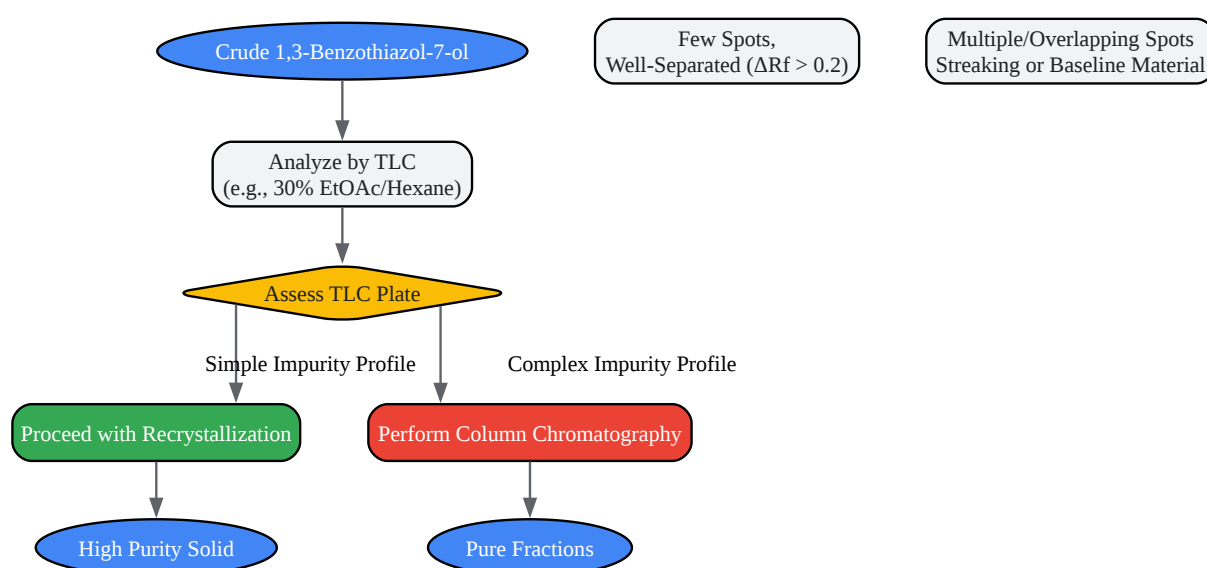 Crude 1,3-Benzothiazol-7-ol
Few Spots,
Well-Separated (ΔRf > 0.2)
Multiple/Overlapping Spots
Streaking or Baseline Material
Analyze by TLC
(e.g., 30% EtOAc/Hexane)
Assess TLC Plate
Simple Impurity Profile
Complex Impurity Profile
Proceed with Recrystallization
Perform Column Chromatography
High Purity Solid
Pure Fractions